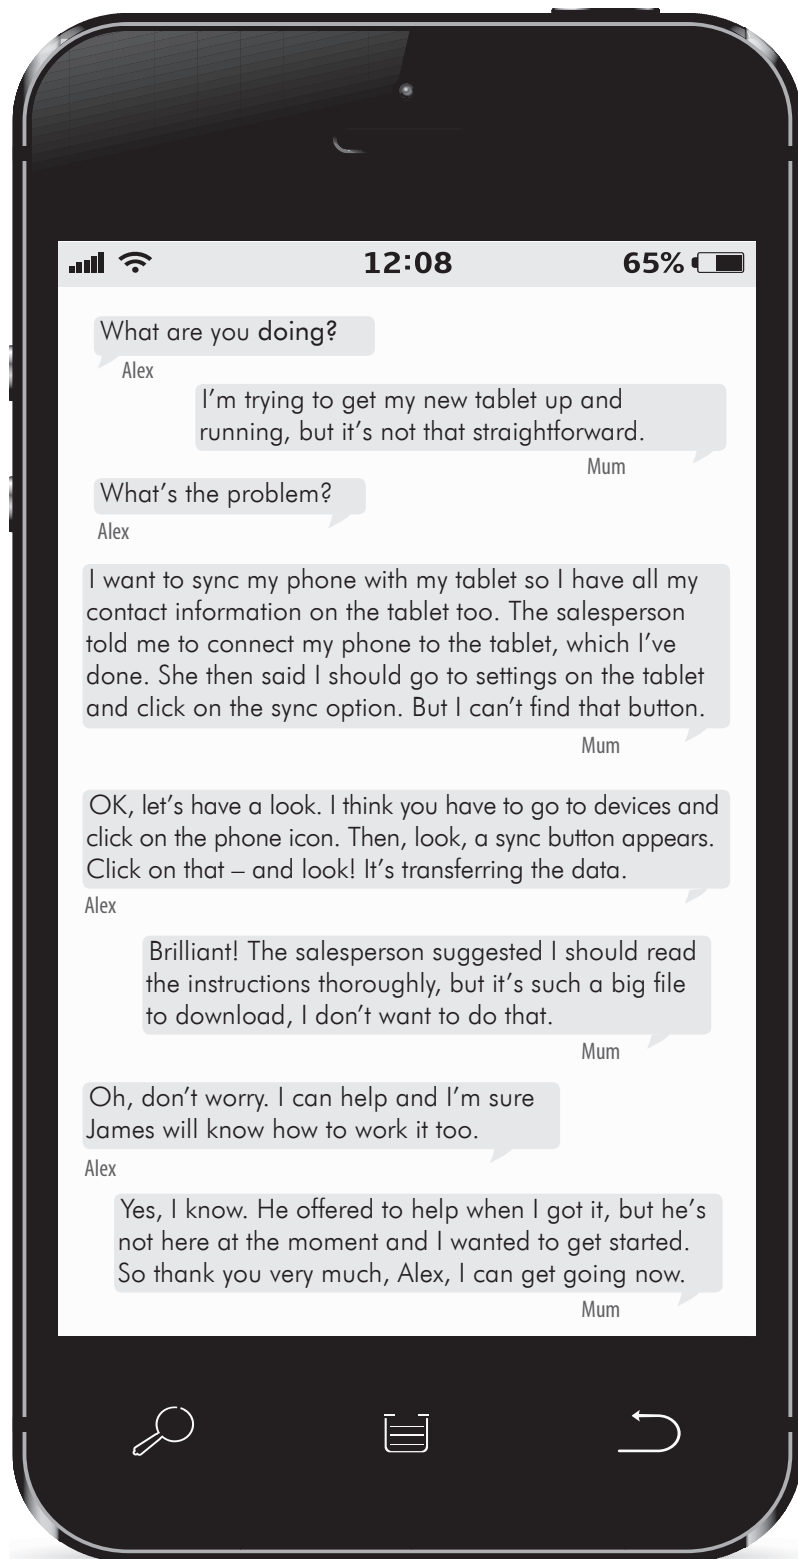 12:08 65%
What are you doing?
Alex
I'm trying to get my new tablet up and
running, but it's not that straightforward.
Mum
What's the problem?
Alex
I want to sync my phone with my tablet so I have all my
contact information on the tablet too. The salesperson
told me to connect my phone to the tablet, which I've
done. She then said I should go to settings on the tablet
and click on the sync option. But I can't find that button.
Mum
OK, let's have a look. I think you have to go to devices and
click on the phone icon. Then, look, a sync button appears.
Click on that – and look! It's transferring the data.
Alex
Brilliant! The salesperson suggested I should read
the instructions thoroughly, but it's such a big file
to download, I don't want to do that.
Mum
Oh, don't worry. I can help and I'm sure
James will know how to work it too.
Alex
Yes, I know. He offered to help when I got it, but he's
not here at the moment and I wanted to get started.
So thank you very much, Alex, I can get going now.
Mum